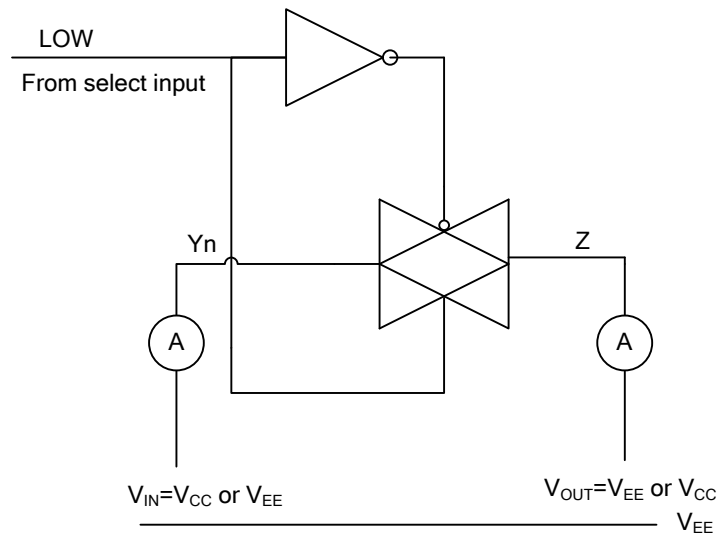 LOW
From select input
Yn
Z
A
A
V_IN=V_CC or V_EE
V_OUT=V_EE or V_CC
V_EE